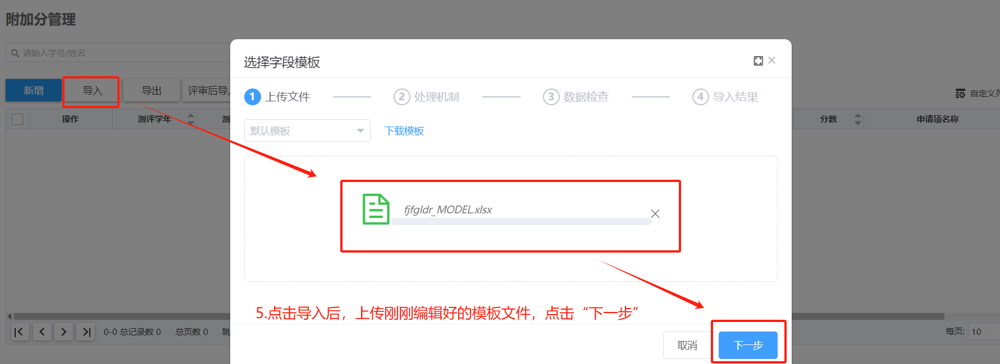 附加分管理
请输入学号/姓名
新增
导入
导出
评审后导
自定义列
操作
测评学年
测
分数
申请项名称
选择字段模板
1 上传文件
2 处理机制
3 数据检查
4 导入结果
默认模板
下载模板
fjfgldr_MODEL.xlsx
5.点击导入后，上传刚刚编辑好的模板文件，点击“下一步”
0-0 总记录数 0
总页数 0
跳
每页:
10
取消
下一步